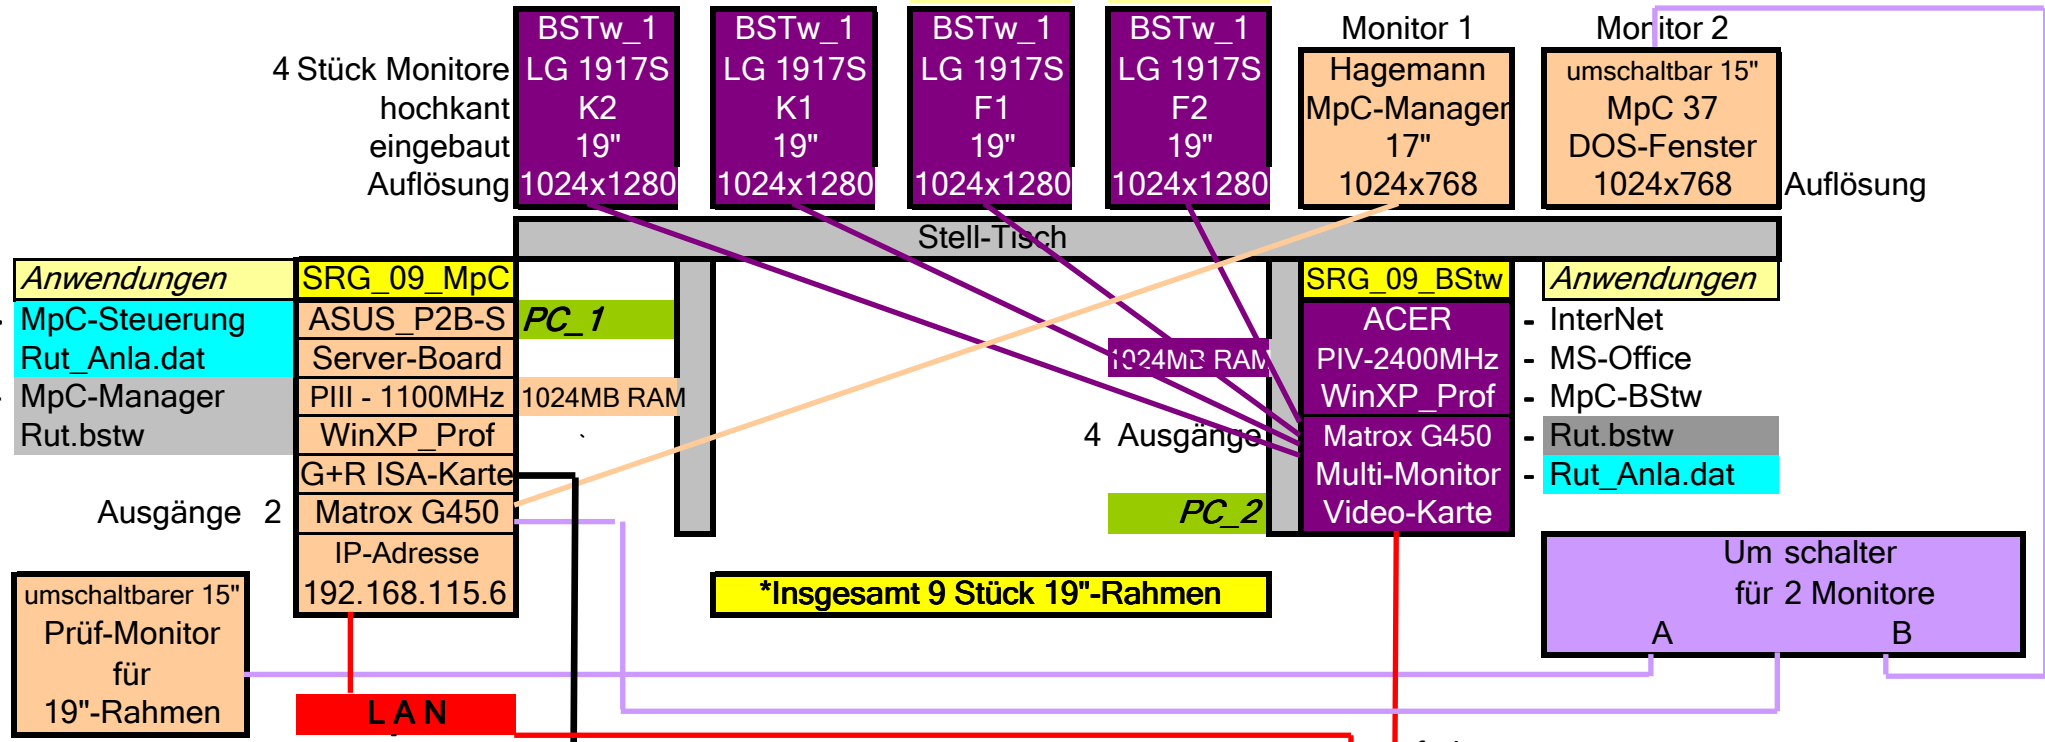 BSTw_1 BSTw_1 BSTw_1 BSTw_1 Monitor 1 Monitor 2
4 Stück Monitore LG 1917S LG 1917S LG 1917S LG 1917S Hagemann umschaltbar 15"
hochkant K2 K1 F1 F2 MpC-Manager MpC 37
eingebaut 19" 19" 19" 19" 17" DOS-Fenster
Auflösung 1024x1280 1024x1280 1024x1280 1024x1280 1024x768 1024x768 Auflösung
Stell-Tisch
Anwendungen SRG_09_MpC SRG_09_BStw Anwendungen
- MpC-Steuerung ASUS_P2B-S PC_1 ACER - InterNet
Rut_Anla.dat Server-Board 1024MB RAM PIV-2400MHz - MS-Office
- MpC-Manager PIII - 1100MHz 1024MB RAM WinXP_Prof - MpC-BStw
Rut.bstw WinXP_Prof ` 4 Ausgänge Matrox G450 - Rut.bstw
G+R ISA-Karte Multi-Monitor - Rut_Anla.dat
Ausgänge 2 Matrox G450 PC_2 Video-Karte
IP-Adresse Um schalter
umschaltbarer 15" 192.168.115.6 *Insgesamt 9 Stück 19"-Rahmen für 2 Monitore
Prüf-Monitor A B
für
19"-Rahmen L A N